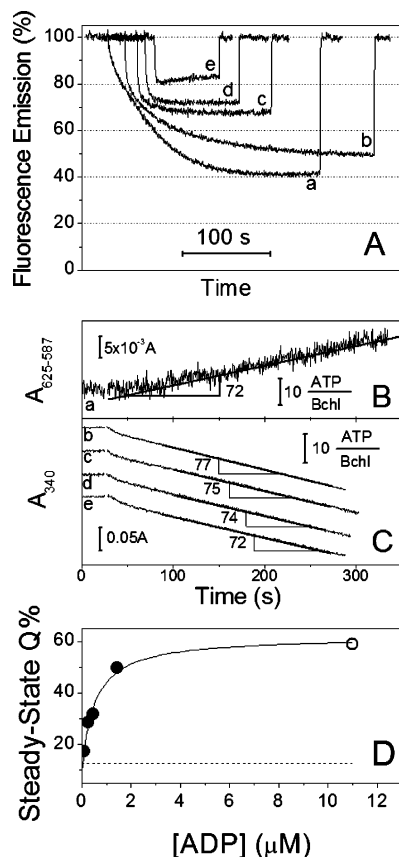 Fluorescence Emission (%)
100
80
60
40
20
0
e
d
c
b
a
100 s
A
Time
A625-587
5x10-3A
a
72
10 ATP
BchI
B
A340
b
c
d
e
10 ATP
BchI
77
75
74
72
0.05A
C
0 100 200 300
Time (s)
Steady-State Q%
60
40
20
D
0 2 4 6 8 10 12
[ADP] (μM)